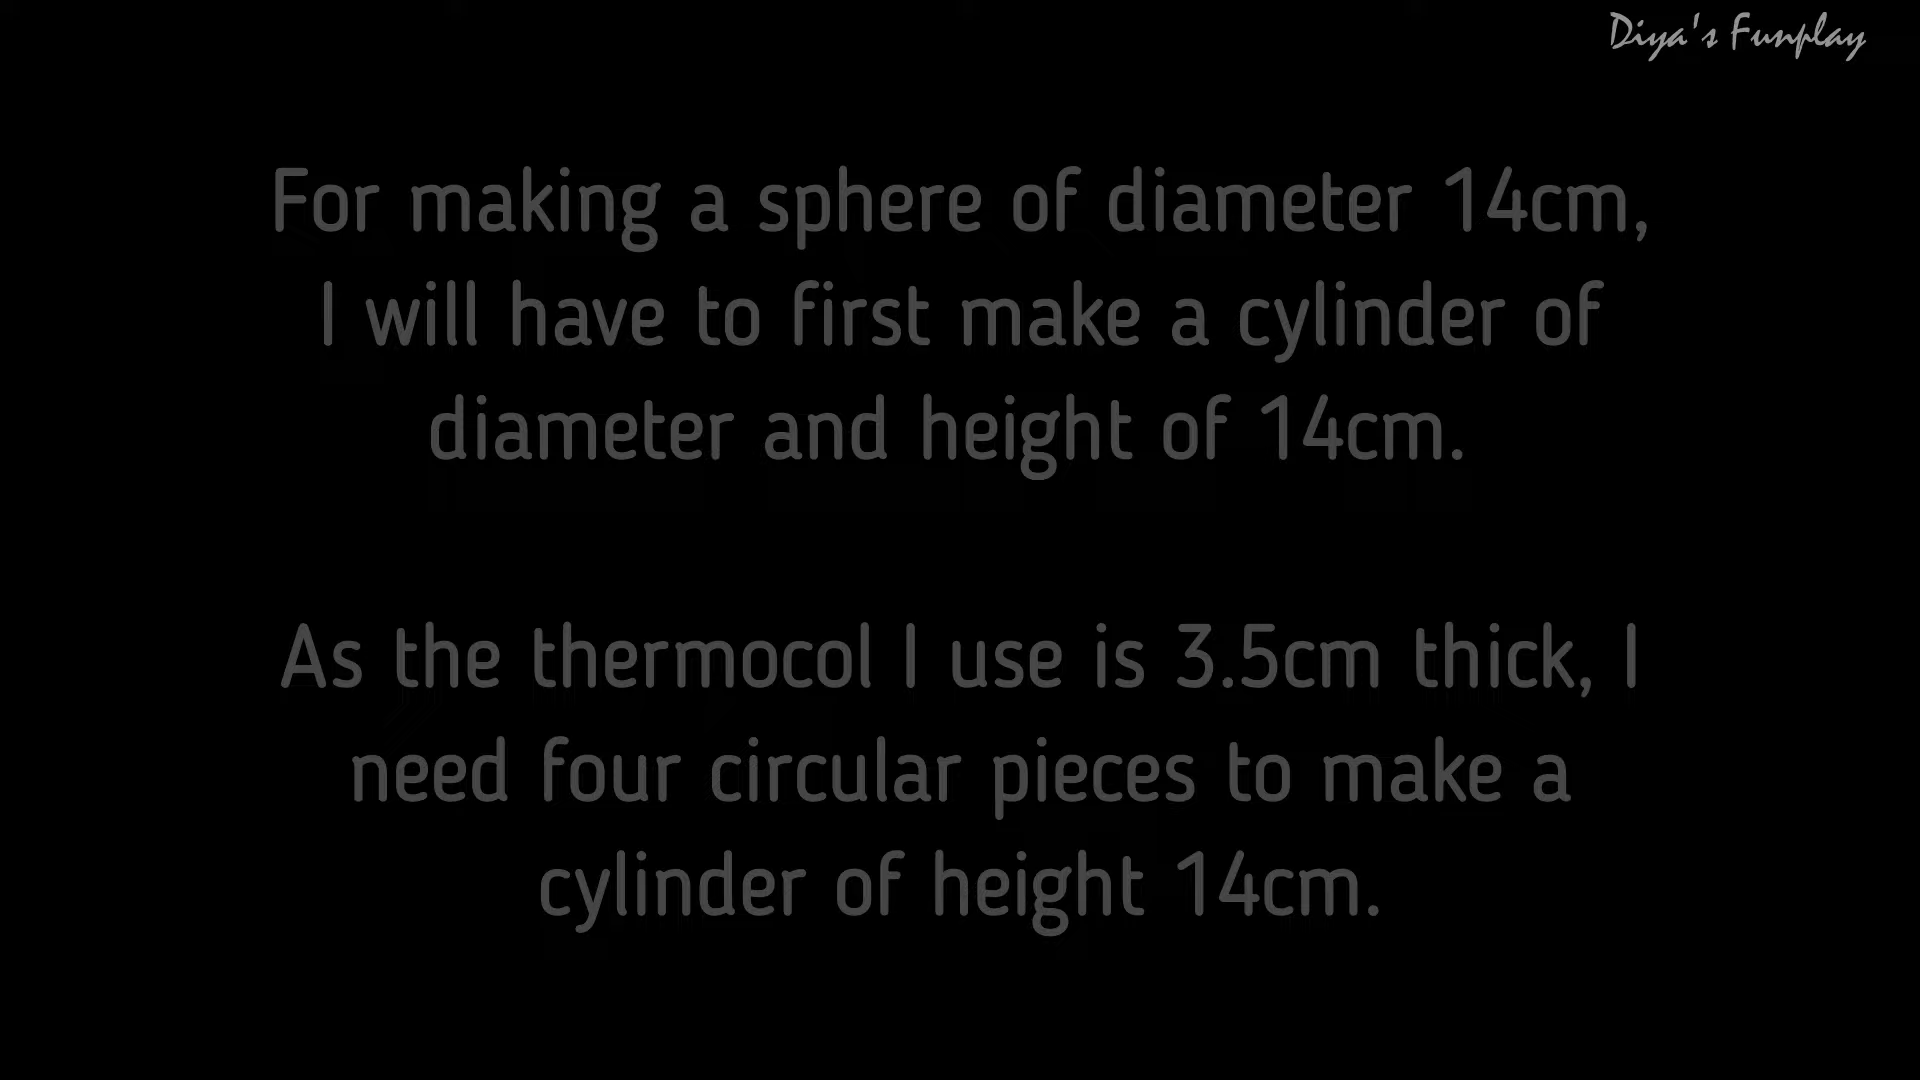 Diya's Funplay
For making a sphere of diameter 14cm,
I will have to first make a cylinder of
diameter and height of 14cm.
As the thermocol I use is 3.5cm thick, I
need four circular pieces to make a
cylinder of height 14cm.